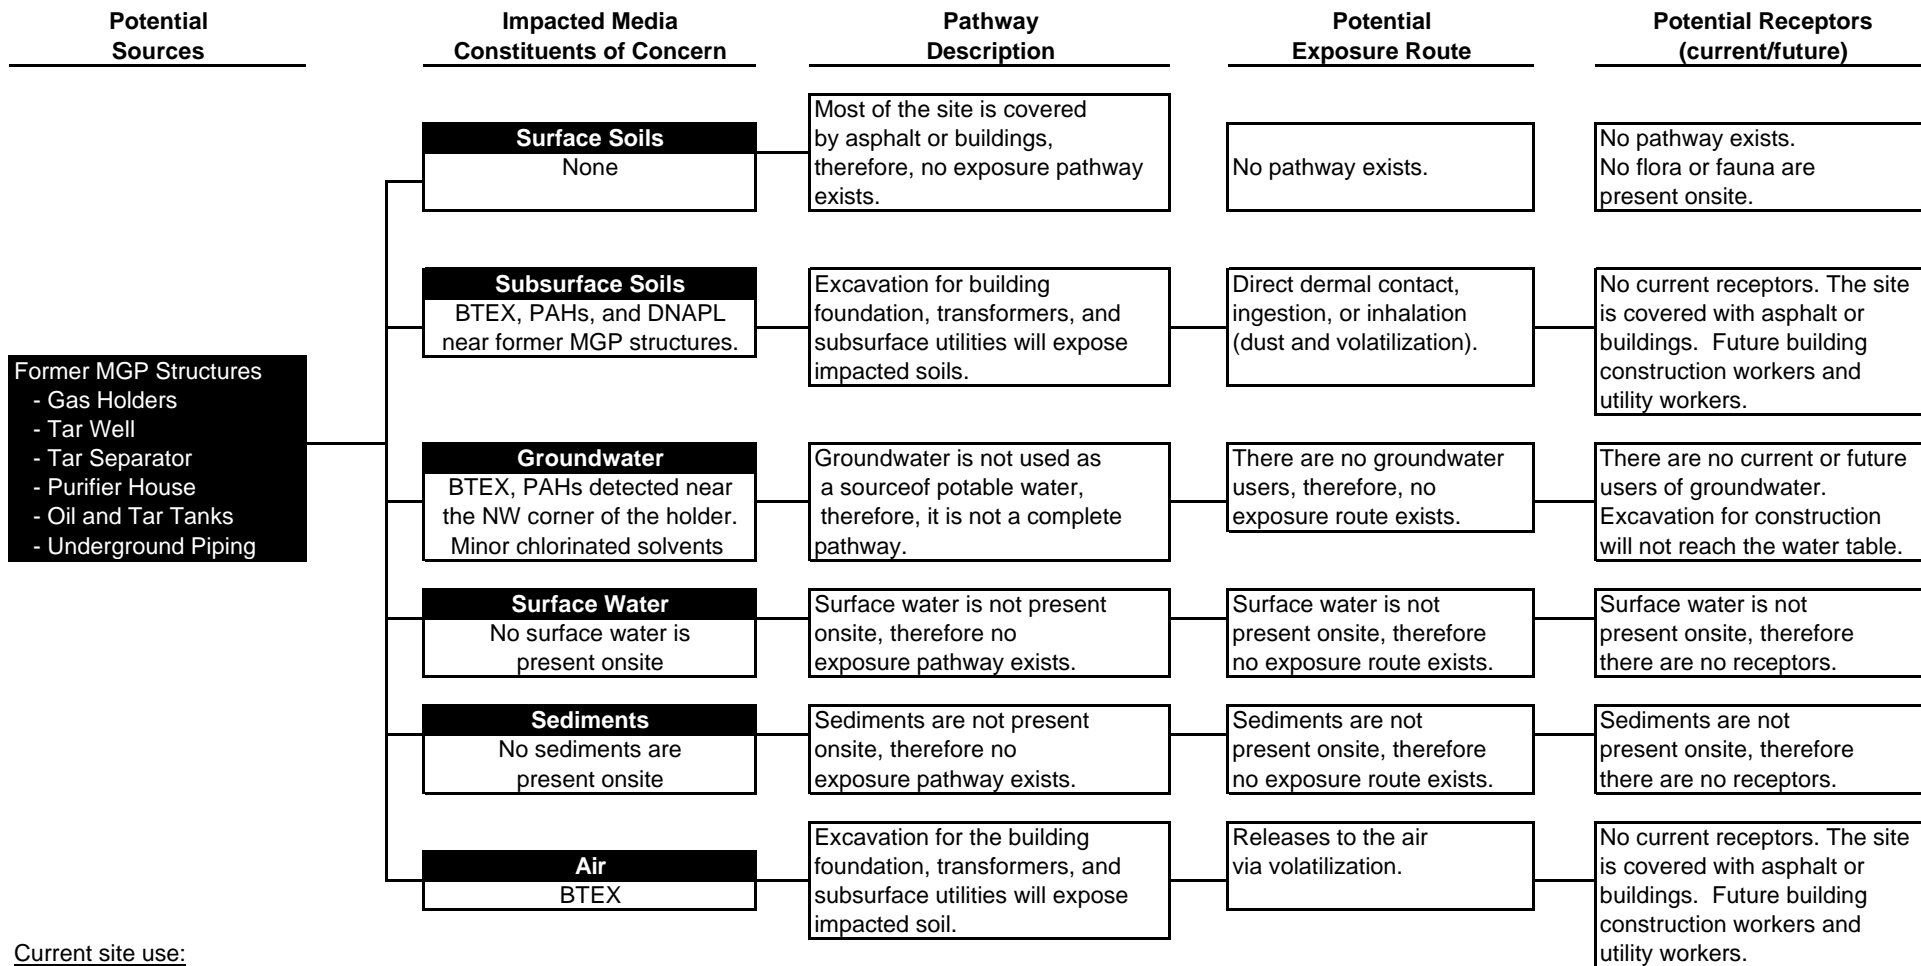 Potential
Sources
Impacted Media
Constituents of Concern
Pathway
Description
Potential
Exposure Route
Potential Receptors
(current/future)
Former MGP Structures
- Gas Holders
- Tar Well
- Tar Separator
- Purifier House
- Oil and Tar Tanks
- Underground Piping
Surface Soils
None
Most of the site is covered
by asphalt or buildings,
therefore, no exposure pathway
exists.
No pathway exists.
No pathway exists.
No flora or fauna are
present onsite.
Subsurface Soils
BTEX, PAHs, and DNAPL
near former MGP structures.
Excavation for building
foundation, transformers, and
subsurface utilities will expose
impacted soils.
Direct dermal contact,
ingestion, or inhalation
(dust and volatilization).
No current receptors. The site
is covered with asphalt or
buildings.  Future building
construction workers and
utility workers.
Groundwater
BTEX, PAHs detected near
the NW corner of the holder.
Minor chlorinated solvents
Groundwater is not used as
a sourceof potable water,
therefore, it is not a complete
pathway.
There are no groundwater
users, therefore, no
exposure route exists.
There are no current or future
users of groundwater.
Excavation for construction
will not reach the water table.
Surface Water
No surface water is
present onsite
Surface water is not present
onsite, therefore no
exposure pathway exists.
Surface water is not
present onsite, therefore
no exposure route exists.
Surface water is not
present onsite, therefore
there are no receptors.
Sediments
No sediments are
present onsite
Sediments are not present
onsite, therefore no
exposure pathway exists.
Sediments are not
present onsite, therefore
no exposure route exists.
Sediments are not
present onsite, therefore
there are no receptors.
Air
BTEX
Excavation for the building
foundation, transformers, and
subsurface utilities will expose
impacted soil.
Releases to the air
via volatilization.
No current receptors. The site
is covered with asphalt or
buildings.  Future building
construction workers and
utility workers.
Current site use: